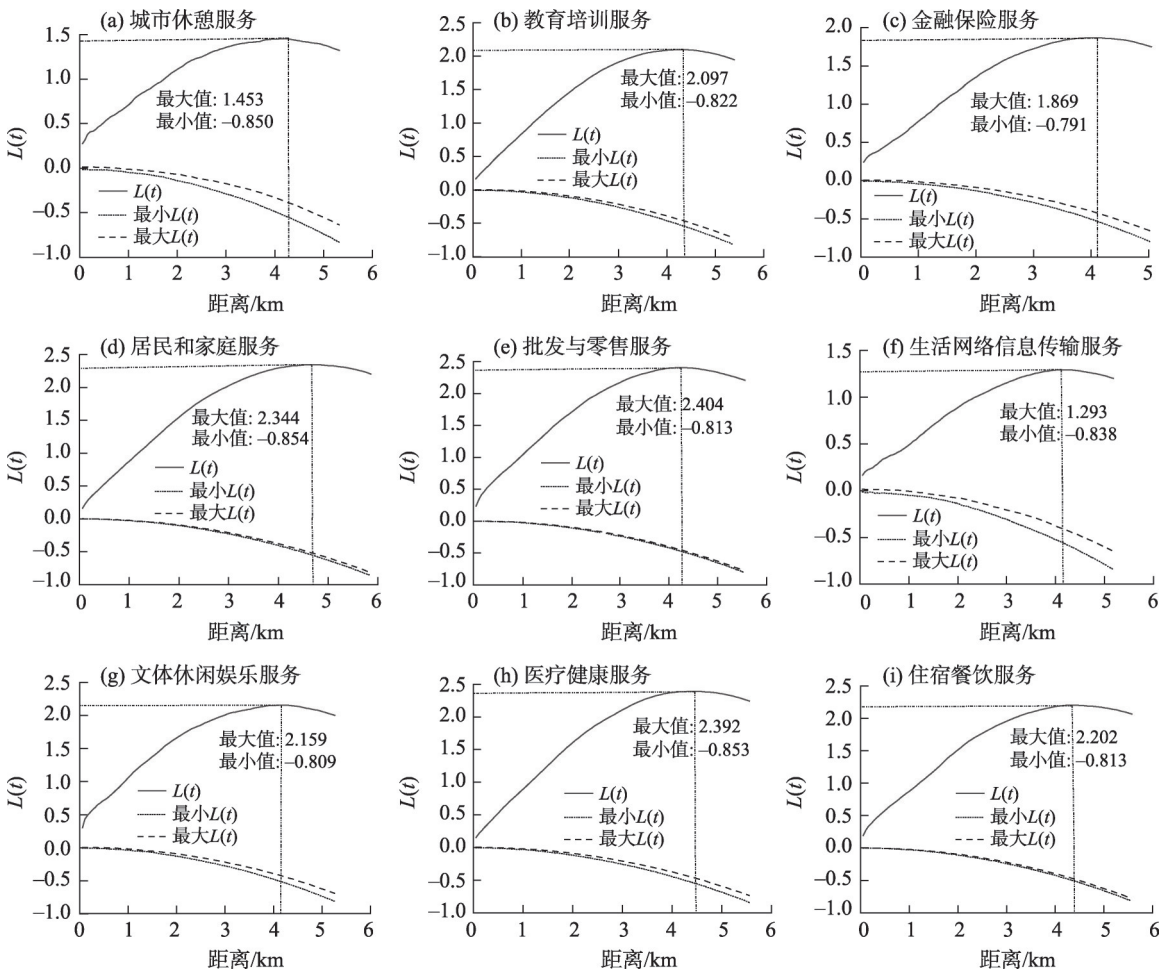 (a) 城市休憩服务
1.5
1.0
0.5
0.0
−0.5
−1.0
L(t)
最大值: 1.453
最小值: −0.850
L(t)
最小L(t)
最大L(t)
0 1 2 3 4 5 6
距离/km
(b) 教育培训服务
2.5
2.0
1.5
1.0
0.5
0.0
−0.5
−1.0
L(t)
最大值: 2.097
最小值: −0.822
L(t)
最小L(t)
最大L(t)
0 1 2 3 4 5 6
距离/km
(c) 金融保险服务
2.0
1.5
1.0
0.5
0.0
−0.5
−1.0
L(t)
最大值: 1.869
最小值: −0.791
L(t)
最小L(t)
最大L(t)
0 1 2 3 4 5
距离/km
(d) 居民和家庭服务
2.5
2.0
1.5
1.0
0.5
0.0
−0.5
−1.0
L(t)
最大值: 2.344
最小值: −0.854
L(t)
最小L(t)
最大L(t)
0 1 2 3 4 5 6
距离/km
(e) 批发与零售服务
2.5
2.0
1.5
1.0
0.5
0.0
−0.5
−1.0
L(t)
最大值: 2.404
最小值: −0.813
L(t)
最小L(t)
最大L(t)
0 1 2 3 4 5 6
距离/km
(f) 生活网络信息传输服务
1.5
1.0
0.5
0.0
−0.5
−1.0
L(t)
最大值: 1.293
最小值: −0.838
L(t)
最小L(t)
最大L(t)
0 1 2 3 4 5 6
距离/km
(g) 文体休闲娱乐服务
2.5
2.0
1.5
1.0
0.5
0.0
−0.5
−1.0
L(t)
最大值: 2.159
最小值: −0.809
L(t)
最小L(t)
最大L(t)
0 1 2 3 4 5 6
距离/km
(h) 医疗健康服务
2.5
2.0
1.5
1.0
0.5
0.0
−0.5
−1.0
L(t)
最大值: 2.392
最小值: −0.853
L(t)
最小L(t)
最大L(t)
0 1 2 3 4 5 6
距离/km
(i) 住宿餐饮服务
2.5
2.0
1.5
1.0
0.5
0.0
−0.5
−1.0
L(t)
最大值: 2.202
最小值: −0.813
L(t)
最小L(t)
最大L(t)
0 1 2 3 4 5 6
距离/km